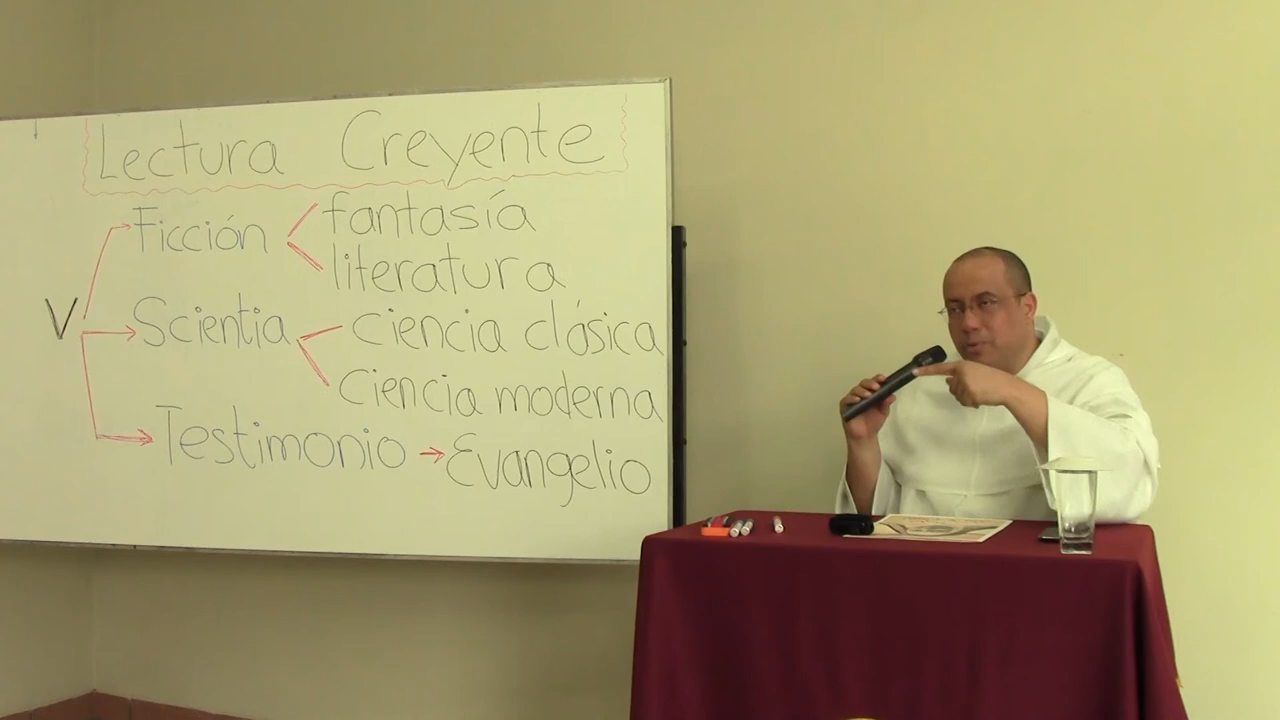 Lectura Creyente
Ficción fantasía
literatura
V Scientia ciencia clásica
ciencia moderna
Testimonio → Evangelio